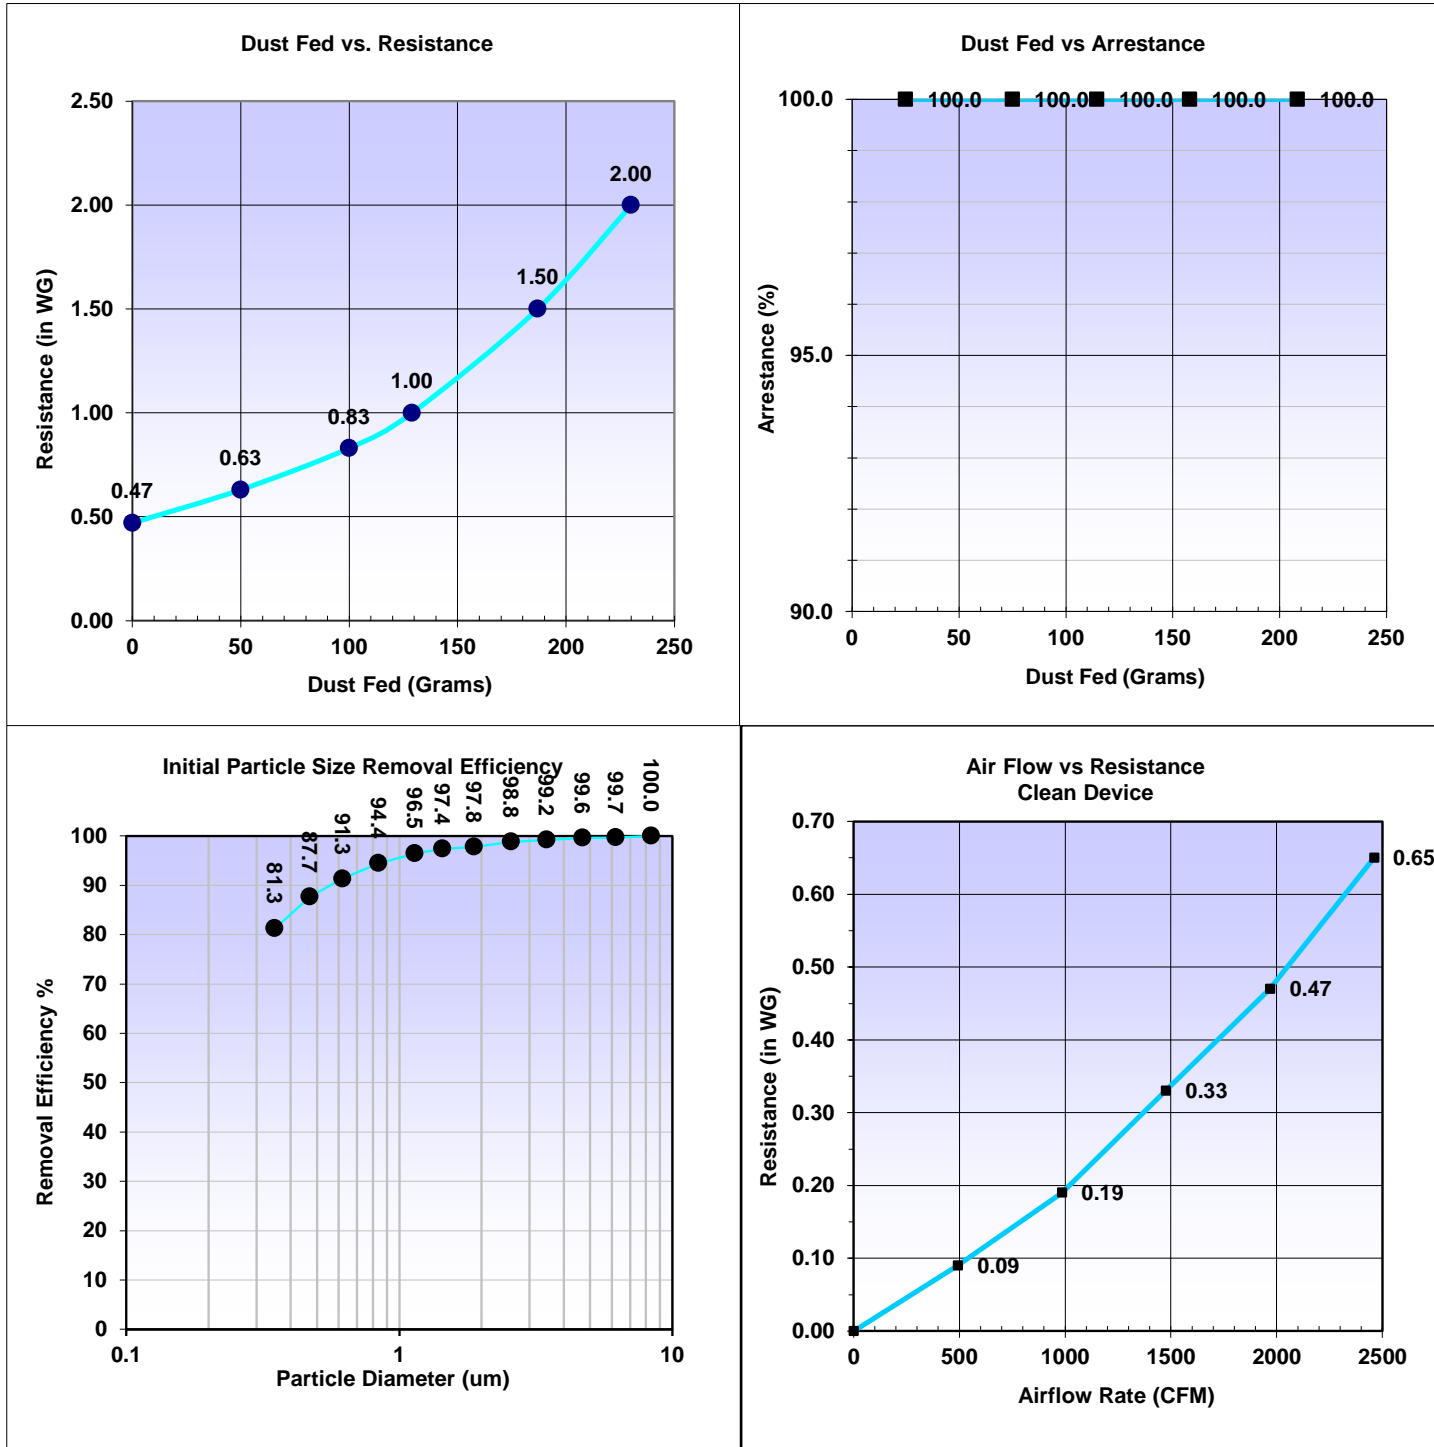 Dust Fed vs. Resistance
2.50
2.00
1.50
1.00
0.50
0.00
Resistance (in WG)
0.47
0.63
0.83
1.00
1.50
2.00
0 50 100 150 200 250
Dust Fed (Grams)
Dust Fed vs Arrestance
100.0
95.0
90.0
Arrestance (%)
100.0 100.0 100.0 100.0 100.0
0 50 100 150 200 250
Dust Fed (Grams)
Initial Particle Size Removal Efficiency
100
90
80
70
60
50
40
30
20
10
0
Removal Efficiency %
81.3
87.7
91.3
94.4
96.5
97.4
97.8
98.8
99.2
99.6
99.7
100.0
0.1 1 10
Particle Diameter (um)
Air Flow vs Resistance
Clean Device
0.70
0.60
0.50
0.40
0.30
0.20
0.10
0.00
Resistance (in WG)
0.09
0.19
0.33
0.47
0.65
0 500 1000 1500 2000 2500
Airflow Rate (CFM)